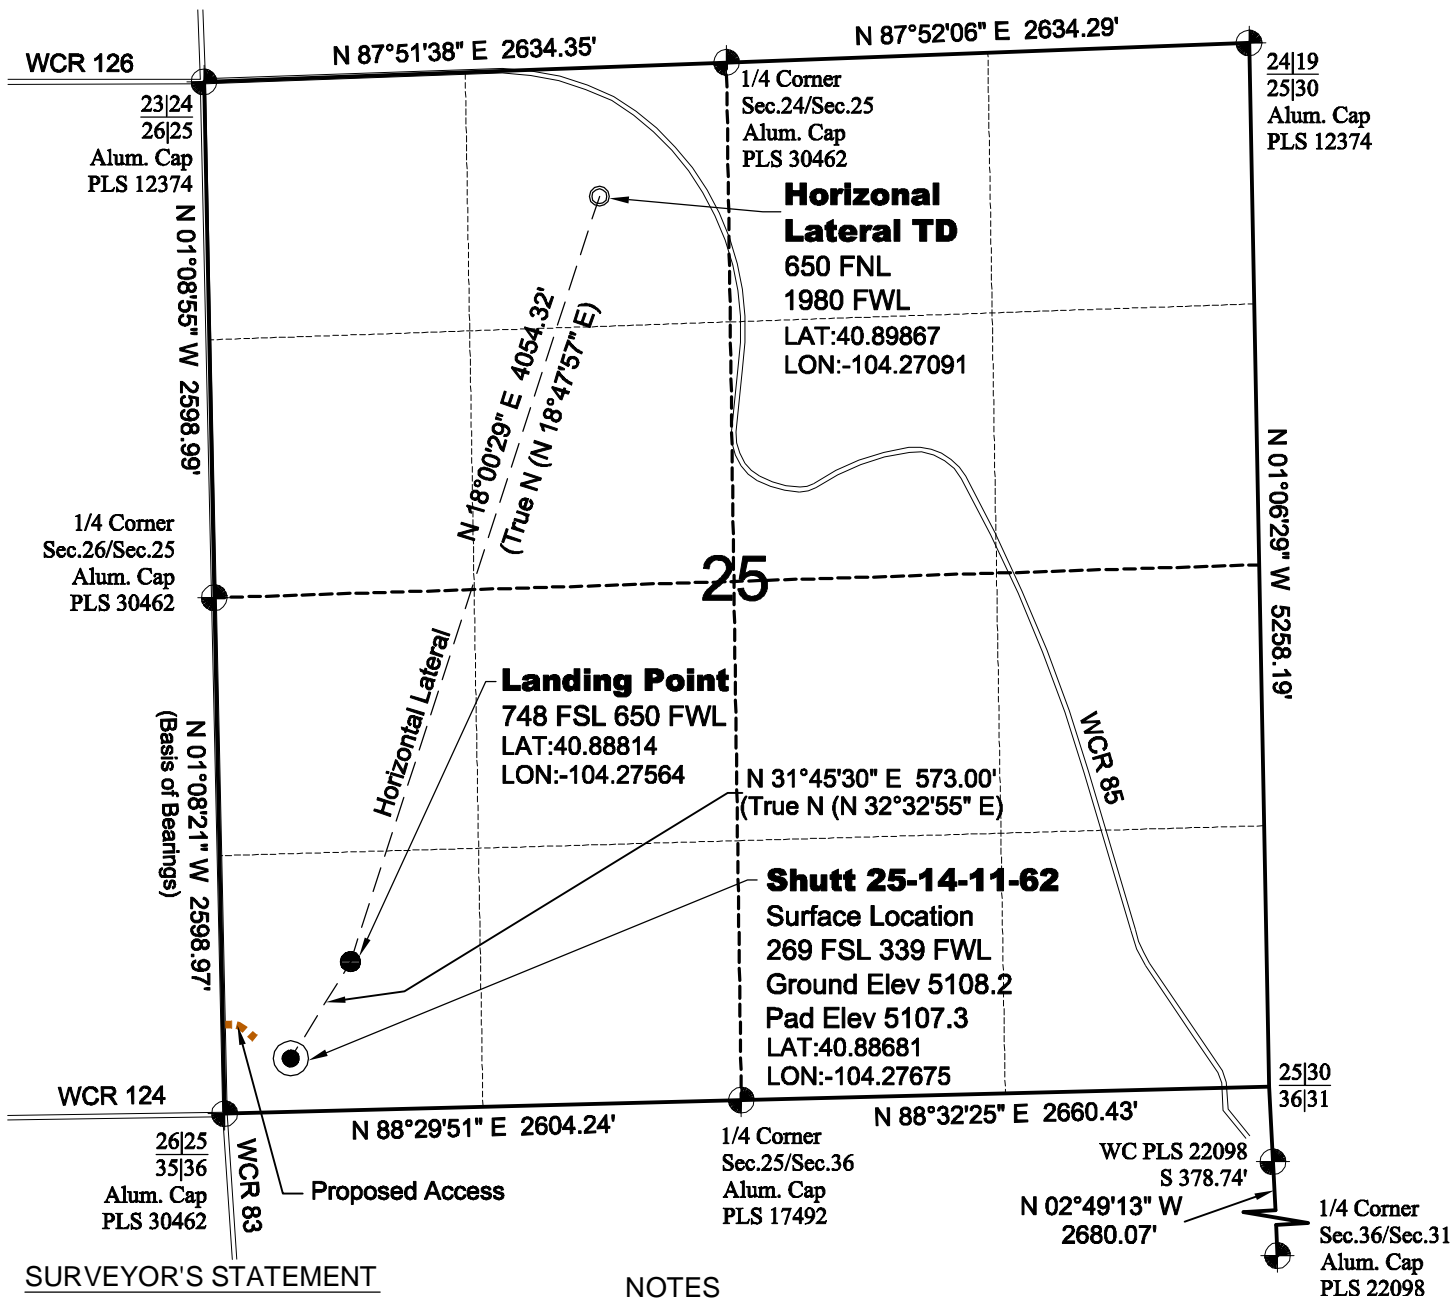 WCR 126
N 87°51'38" E 2634.35'
N 87°52'06" E 2634.29'
23|24
26|25
Alum. Cap
PLS 12374
1/4 Corner
Sec.24/Sec.25
Alum. Cap
PLS 30462
24|19
25|30
Alum. Cap
PLS 12374
Horizonal
Lateral TD
650 FNL
1980 FWL
LAT:40.89867
LON:-104.27091
N 01°08'55" W 2598.99'
N 18°00'29" E 4054.32'
(True N (N 18°47'57" E)
Horizontal Lateral
N 01°06'29" W 5258.19'
1/4 Corner
Sec.26/Sec.25
Alum. Cap
PLS 30462
25
Landing Point
748 FSL 650 FWL
LAT:40.88814
LON:-104.27564
N 01°08'21" W 2598.97'
(Basis of Bearings)
N 31°45'30" E 573.00'
(True N (N 32°32'55" E)
WCR 85
Shutt 25-14-11-62
Surface Location
269 FSL 339 FWL
Ground Elev 5108.2
Pad Elev 5107.3
LAT:40.88681
LON:-104.27675
WCR 124
N 88°29'51" E 2604.24'
N 88°32'25" E 2660.43'
25|30
36|31
26|25
35|36
Alum. Cap
PLS 30462
WCR 83
Proposed Access
1/4 Corner
Sec.25/Sec.36
Alum. Cap
PLS 17492
WC PLS 22098
S 378.74'
N 02°49'13" W
2680.07'
1/4 Corner
Sec.36/Sec.31
Alum. Cap
PLS 22098
SURVEYOR'S STATEMENT
NOTES